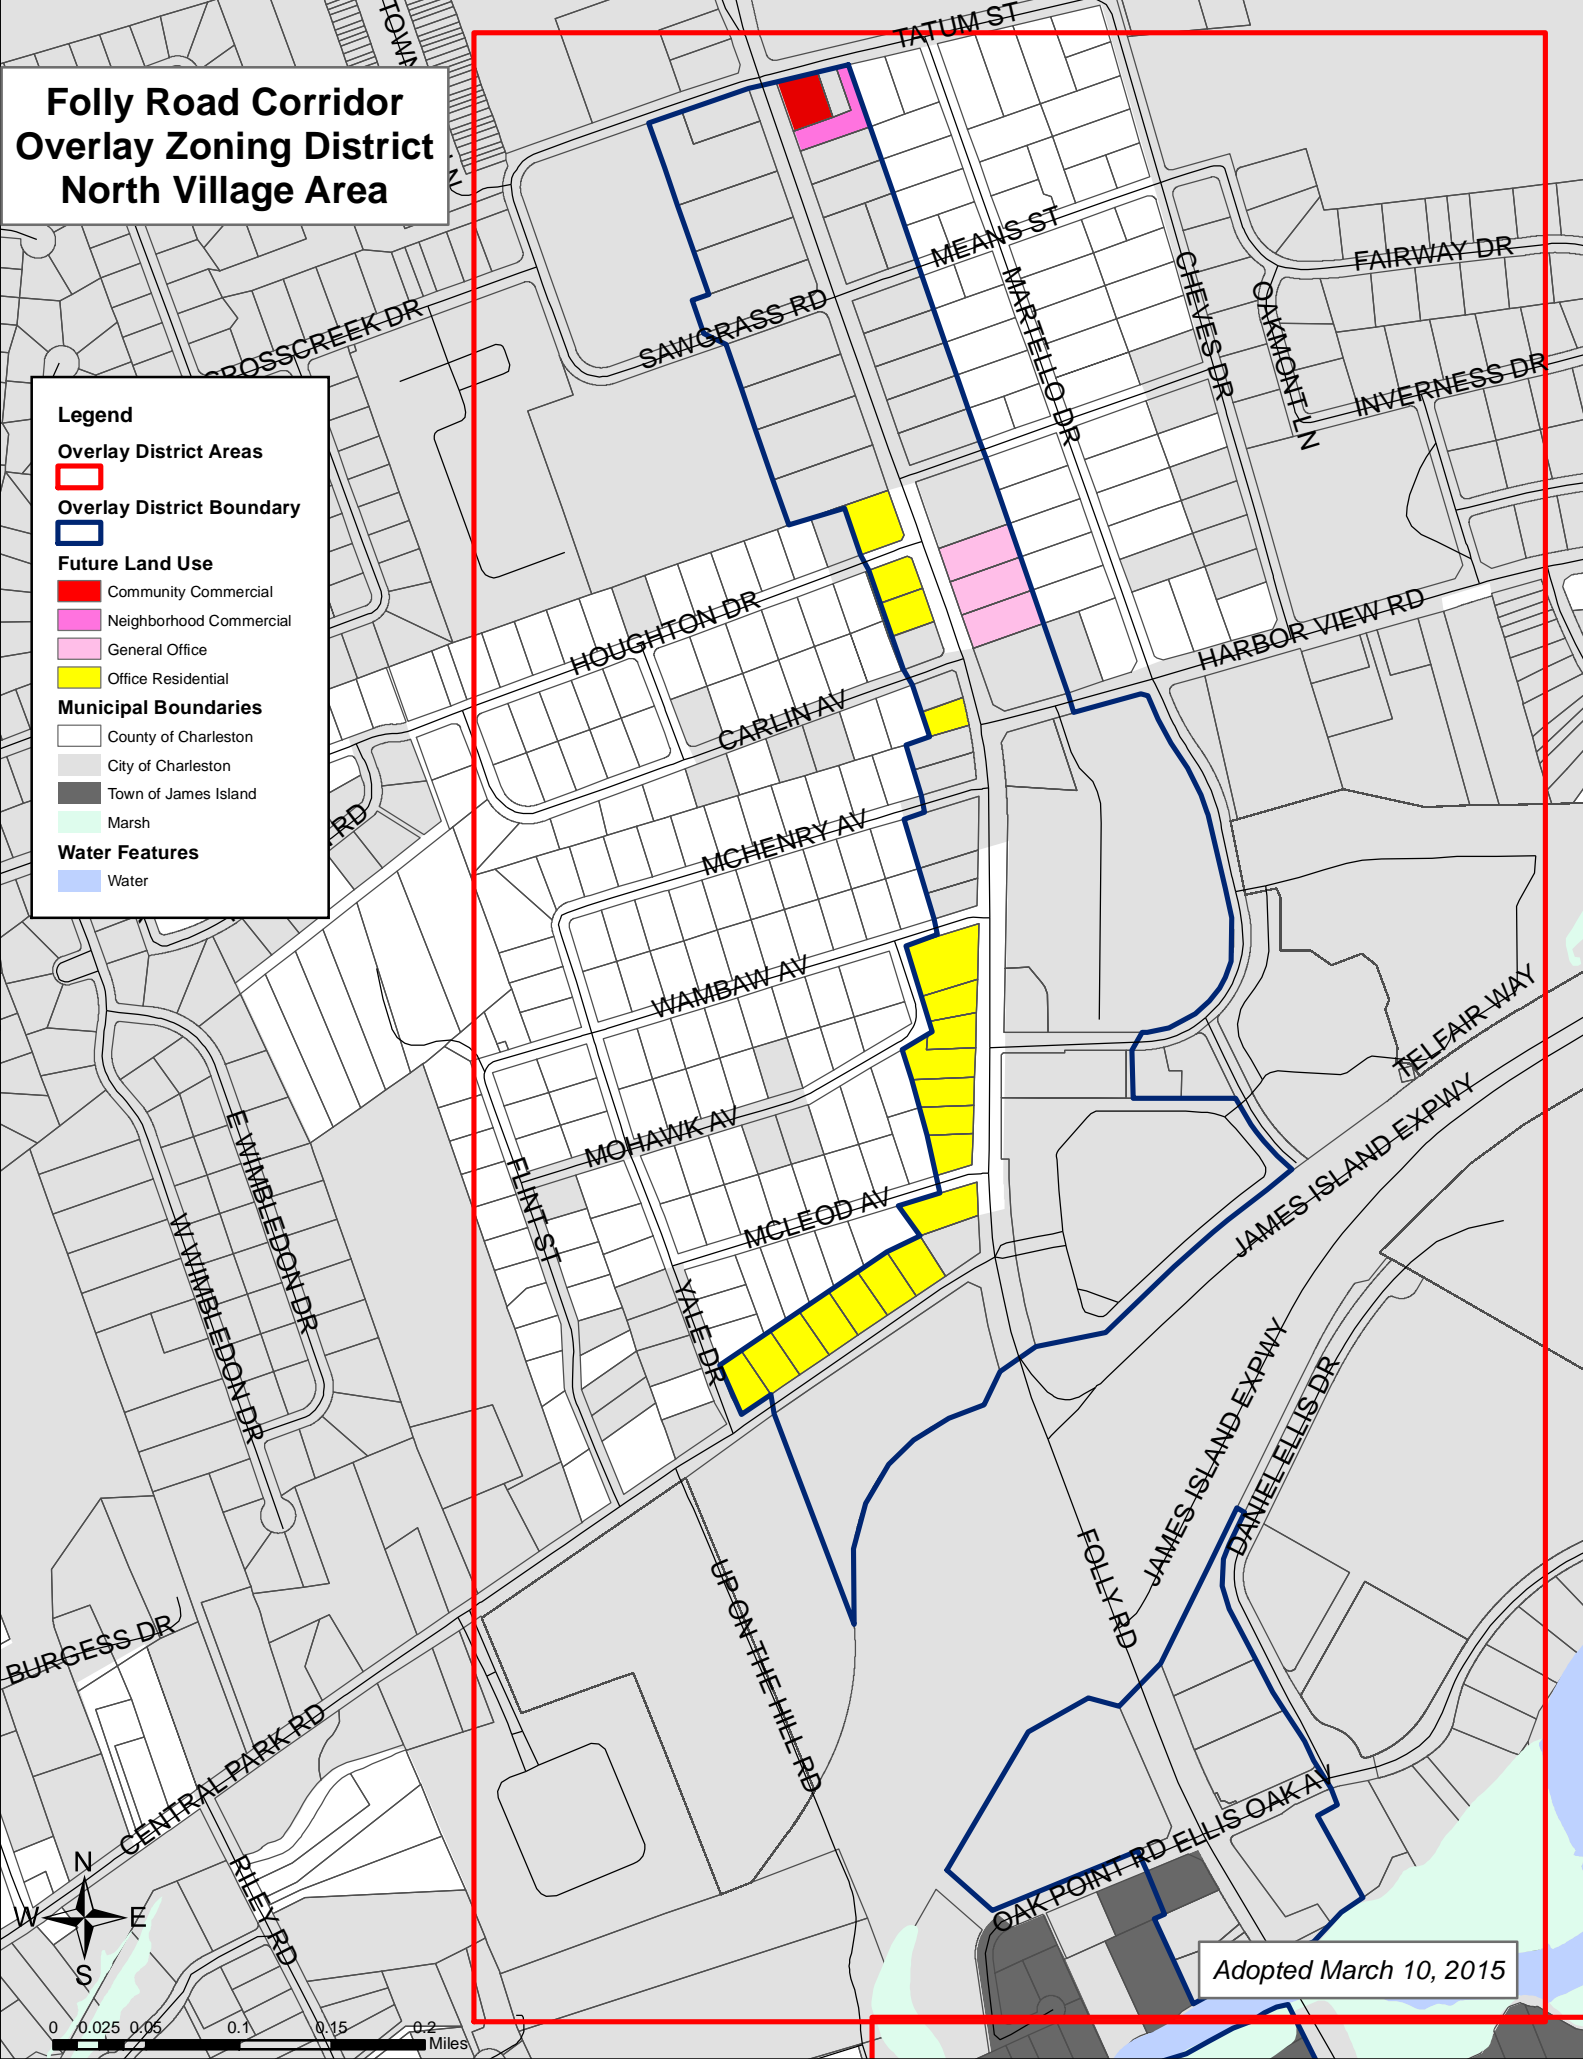 TOWN
TATUM ST
Folly Road Corridor
Overlay Zoning District
North Village Area
N
MEANS ST
FAIRWAY DR
CHEVES DR
OAKMONT LN
MARTELLO DR
SAWGRASS RD
CROSSCREEK DR
INVERNESS DR
Legend
Overlay District Areas
Overlay District Boundary
Future Land Use
Community Commercial
Neighborhood Commercial
General Office
Office Residential
Municipal Boundaries
County of Charleston
City of Charleston
Town of James Island
Marsh
Water Features
Water
HOUGHTON DR
HARBOR VIEW RD
CARLIN AV
RD
MCHENRY AV
WAMBAW AV
TELFAIR WAY
MOHAWK AV
E WIMBLEDON DR
W WIMBLEDON DR
FLINT ST
MCLEOD AV
JAMES ISLAND EXPWY
YALE DR
JAMES ISLAND EXPWY
DANIEL ELLIS DR
FOLLY RD
UP ON THE HILL RD
BURGESS DR
CENTRAL PARK RD
RILEY RD
ELLIS OAK AV
OAK POINT RD
N
W E
S
Adopted March 10, 2015
0 0.025 0.05 0.1 0.15 0.2
Miles